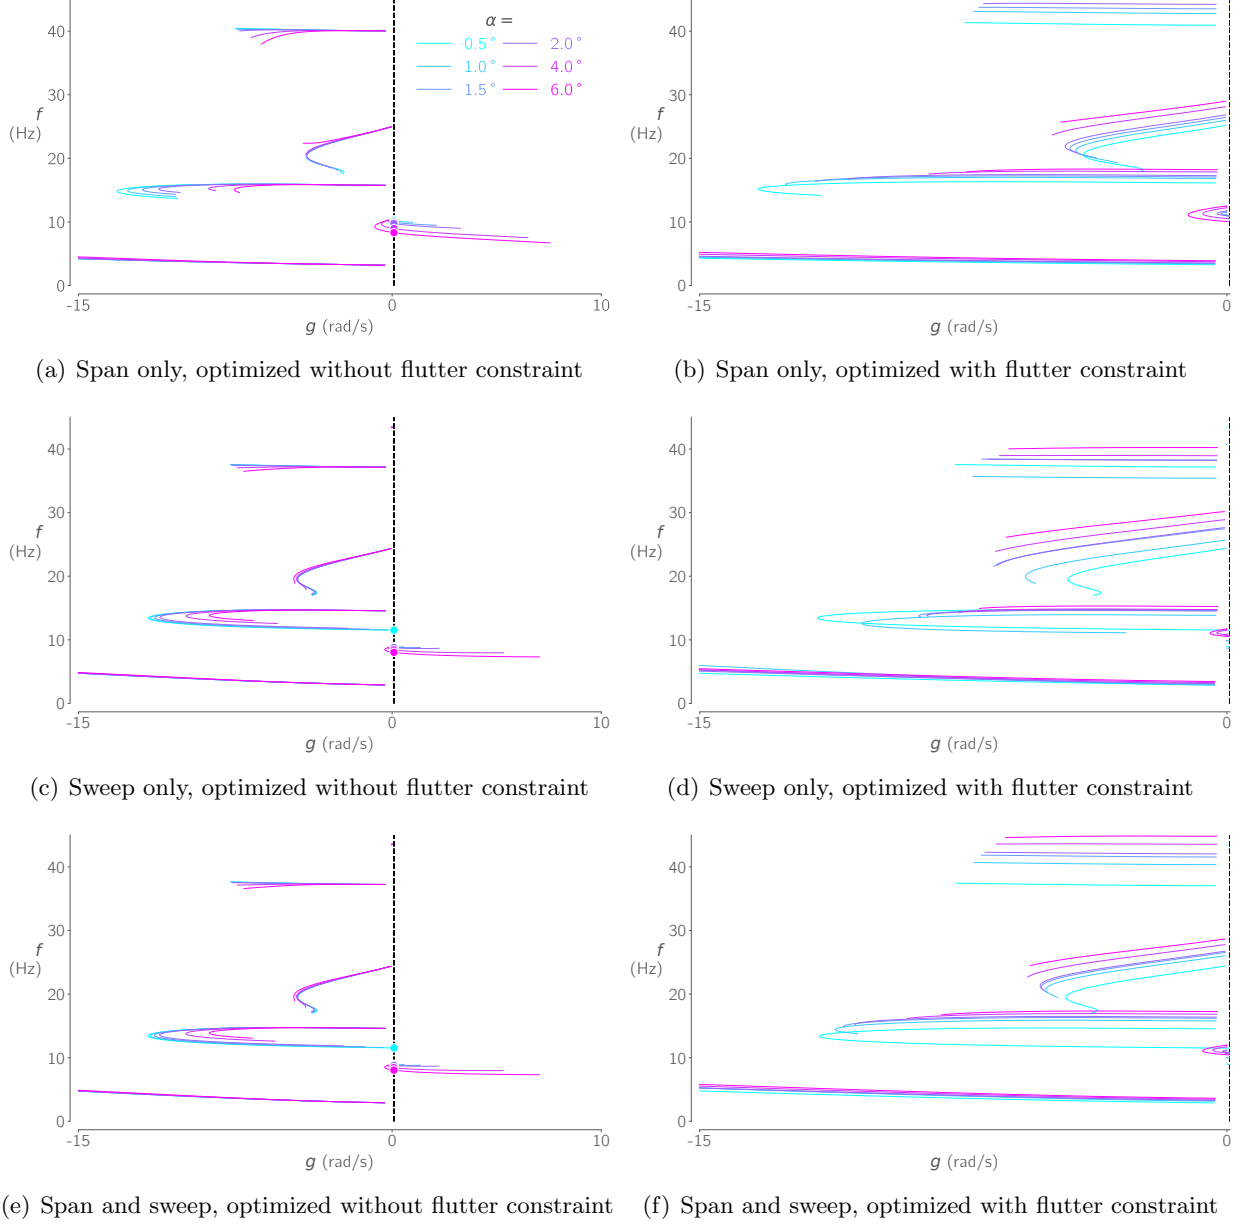 40
30
20
10
0
f
(Hz)
α =
0.5° 2.0°
1.0° 4.0°
1.5° 6.0°
-15 0 10
g (rad/s)
(a) Span only, optimized without flutter constraint
40
30
20
10
0
f
(Hz)
-15 0
g (rad/s)
(b) Span only, optimized with flutter constraint
40
30
20
10
0
f
(Hz)
-15 0 10
g (rad/s)
(c) Sweep only, optimized without flutter constraint
40
30
20
10
0
f
(Hz)
-15 0
g (rad/s)
(d) Sweep only, optimized with flutter constraint
40
30
20
10
0
f
(Hz)
-15 0 10
g (rad/s)
(e) Span and sweep, optimized without flutter constraint
40
30
20
10
0
f
(Hz)
-15 0
g (rad/s)
(f) Span and sweep, optimized with flutter constraint